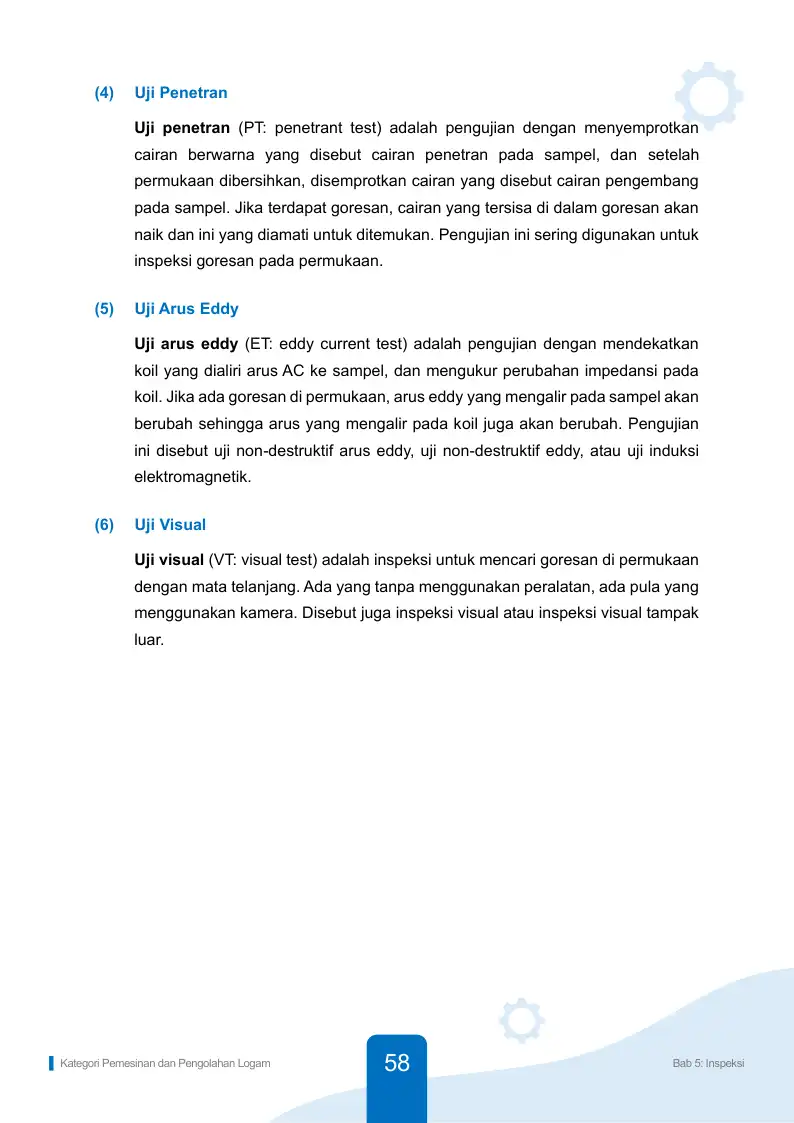 (4) Uji Penetran
Uji penetran (PT: penetrant test) adalah pengujian dengan menyemprotkan
cairan berwarna yang disebut cairan penetran pada sampel, dan setelah
permukaan dibersihkan, disemprotkan cairan yang disebut cairan pengembang
pada sampel. Jika terdapat goresan, cairan yang tersisa di dalam goresan akan
naik dan ini yang diamati untuk ditemukan. Pengujian ini sering digunakan untuk
inspeksi goresan pada permukaan.
(5) Uji Arus Eddy
Uji arus eddy (ET: eddy current test) adalah pengujian dengan mendekatkan
koil yang dialiri arus AC ke sampel, dan mengukur perubahan impedansi pada
koil. Jika ada goresan di permukaan, arus eddy yang mengalir pada sampel akan
berubah sehingga arus yang mengalir pada koil juga akan berubah. Pengujian
ini disebut uji non-destruktif arus eddy, uji non-destruktif eddy, atau uji induksi
elektromagnetik.
(6) Uji Visual
Uji visual (VT: visual test) adalah inspeksi untuk mencari goresan di permukaan
dengan mata telanjang. Ada yang tanpa menggunakan peralatan, ada pula yang
menggunakan kamera. Disebut juga inspeksi visual atau inspeksi visual tampak
luar.
Kategori Pemesinan dan Pengolahan Logam
58
Bab 5: Inspeksi